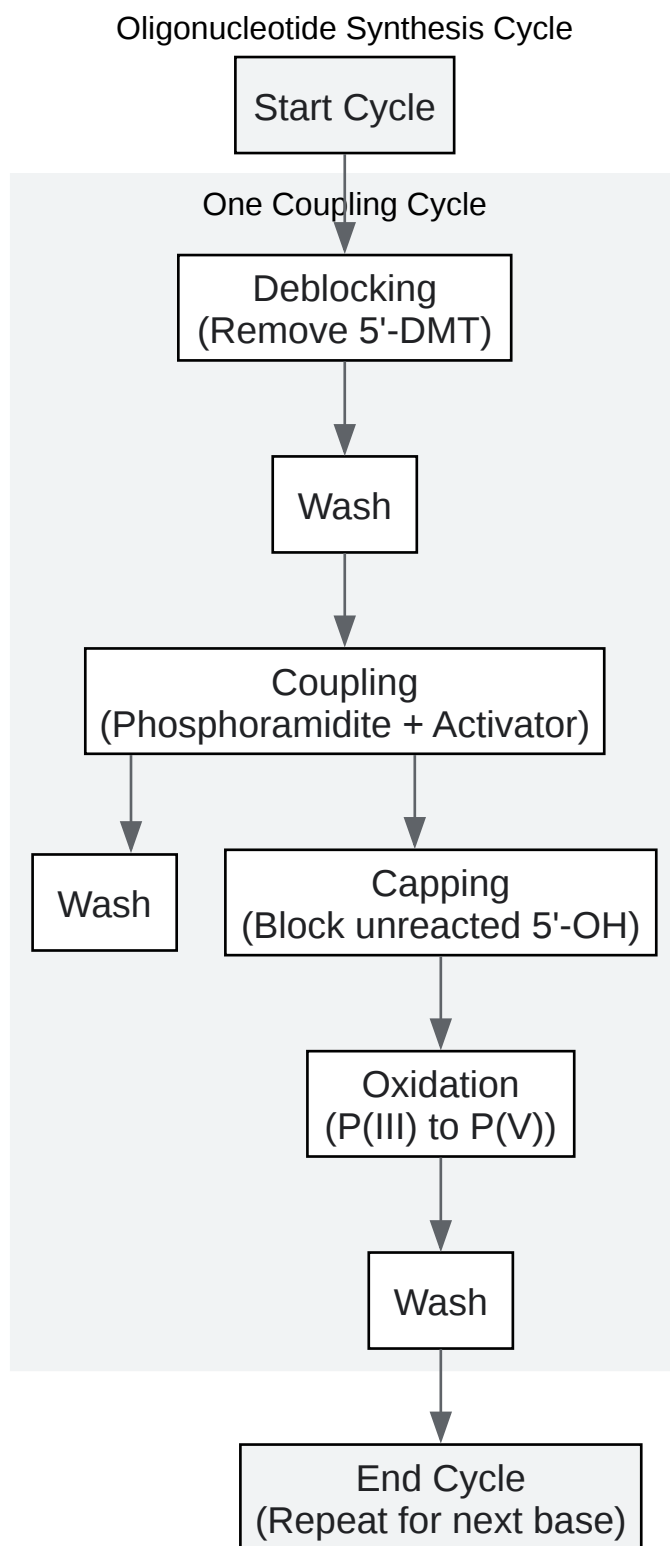 Oligonucleotide Synthesis Cycle
Start Cycle
One Coupling Cycle
Deblocking
(Remove 5'-DMT)
Wash
Coupling
(Phosphoramidite + Activator)
Wash
Capping
(Block unreacted 5'-OH)
Oxidation
(P(III) to P(V))
Wash
End Cycle
(Repeat for next base)